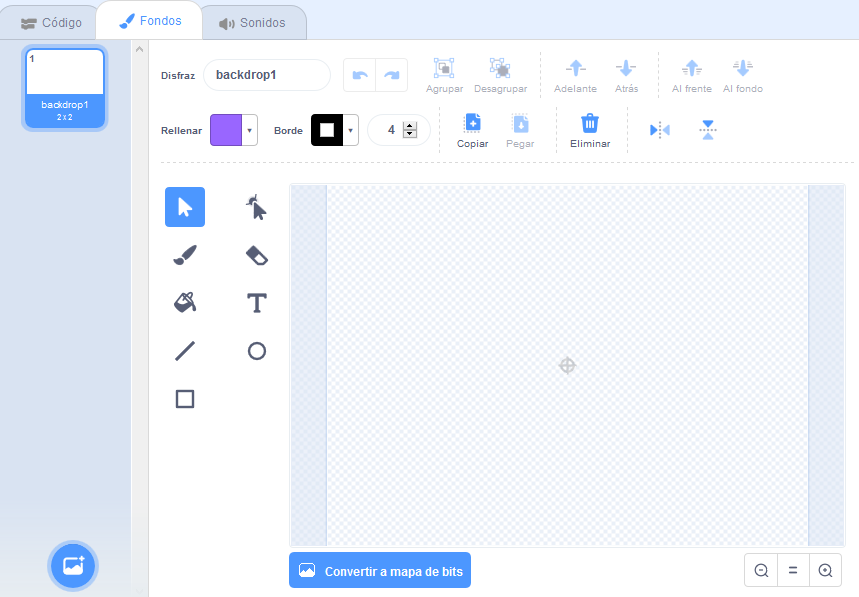 Código
Fondos
Sonidos
1
backdrop1
2 x 2
Disfraz
backdrop1
Agrupar
Desagrupar
Adelante
Atrás
Al frente
Al fondo
Rellenar
Borde
4
Copiar
Pegar
Eliminar
T
Convertir a mapa de bits